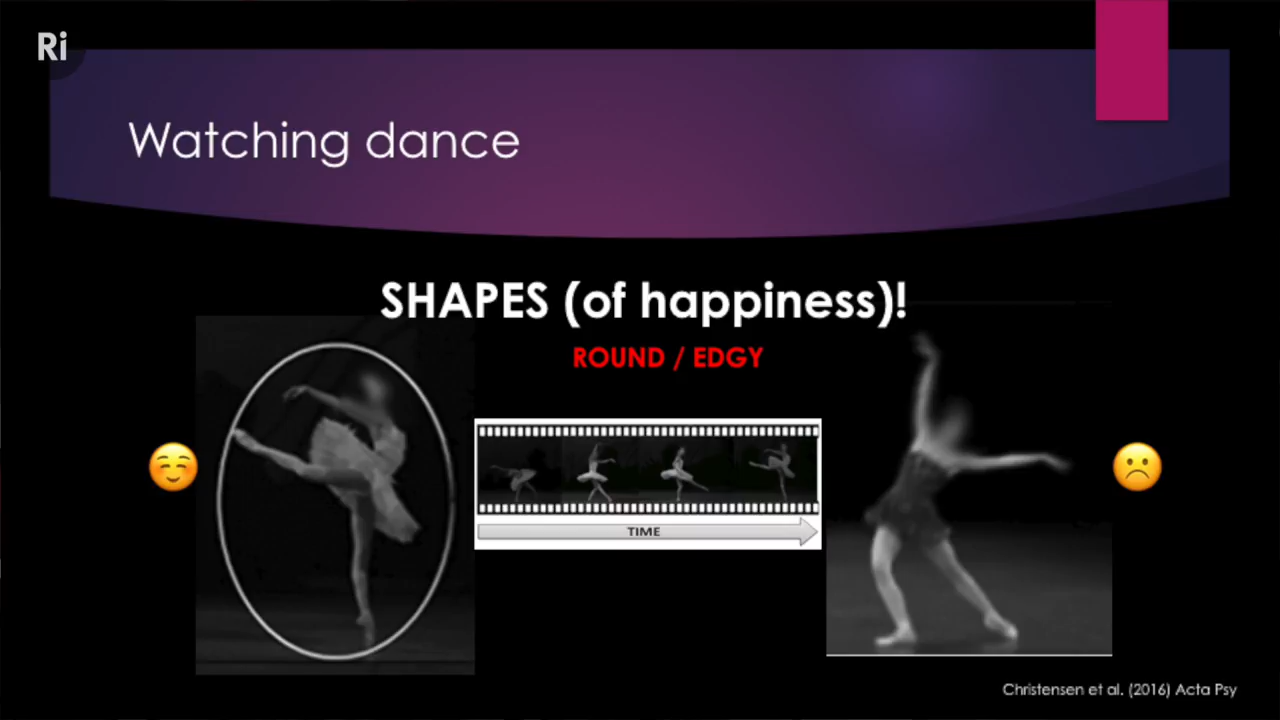 Ri
Watching dance
SHAPES (of happiness)!
ROUND / EDGY
TIME
Christensen et al. (2016) Acta Psy